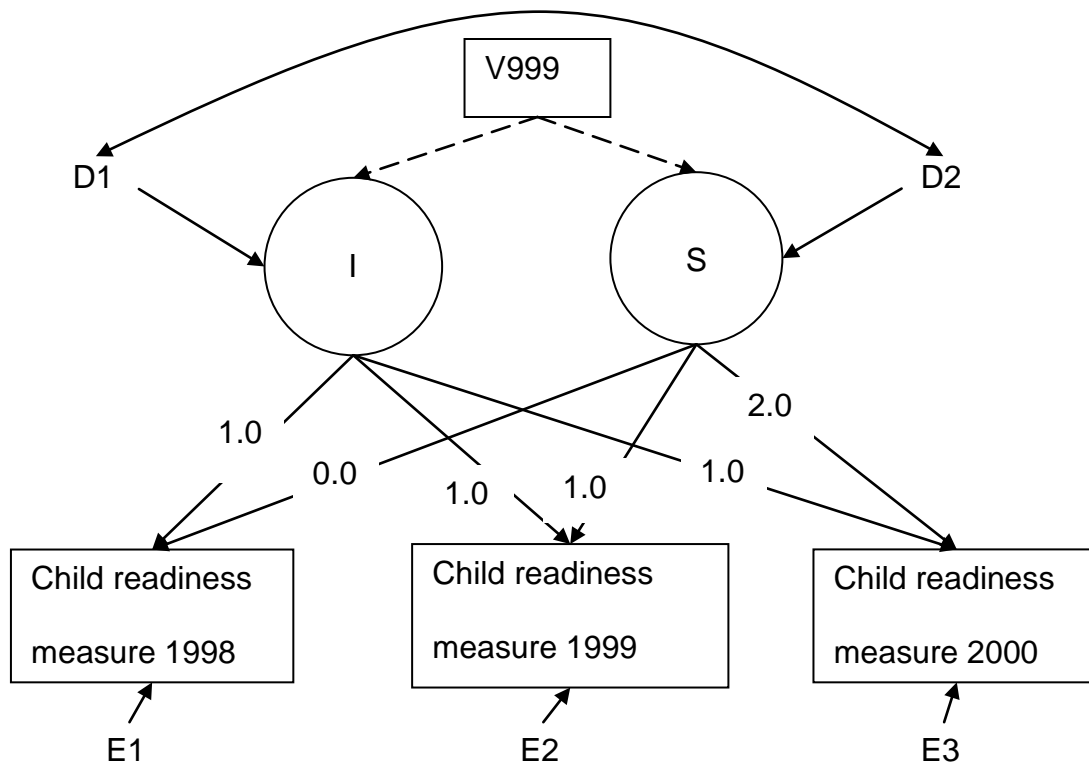 V999
D1
D2
I
S
1.0
0.0
1.0
1.0
1.0
2.0
Child readiness
measure 1998
Child readiness
measure 1999
Child readiness
measure 2000
E1
E2
E3